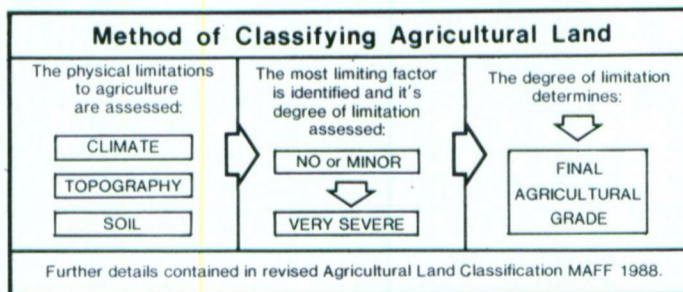 Method of Classifying Agricultural Land
The physical limitations
to agriculture
are assessed:
CLIMATE
TOPOGRAPHY
SOIL
The most limiting factor
is identified and it's
degree of limitation
assessed:
NO or MINOR
VERY SEVERE
The degree of limitation
determines:
FINAL
AGRICULTURAL
GRADE
Further details contained in revised Agricultural Land Classification MAFF 1988.